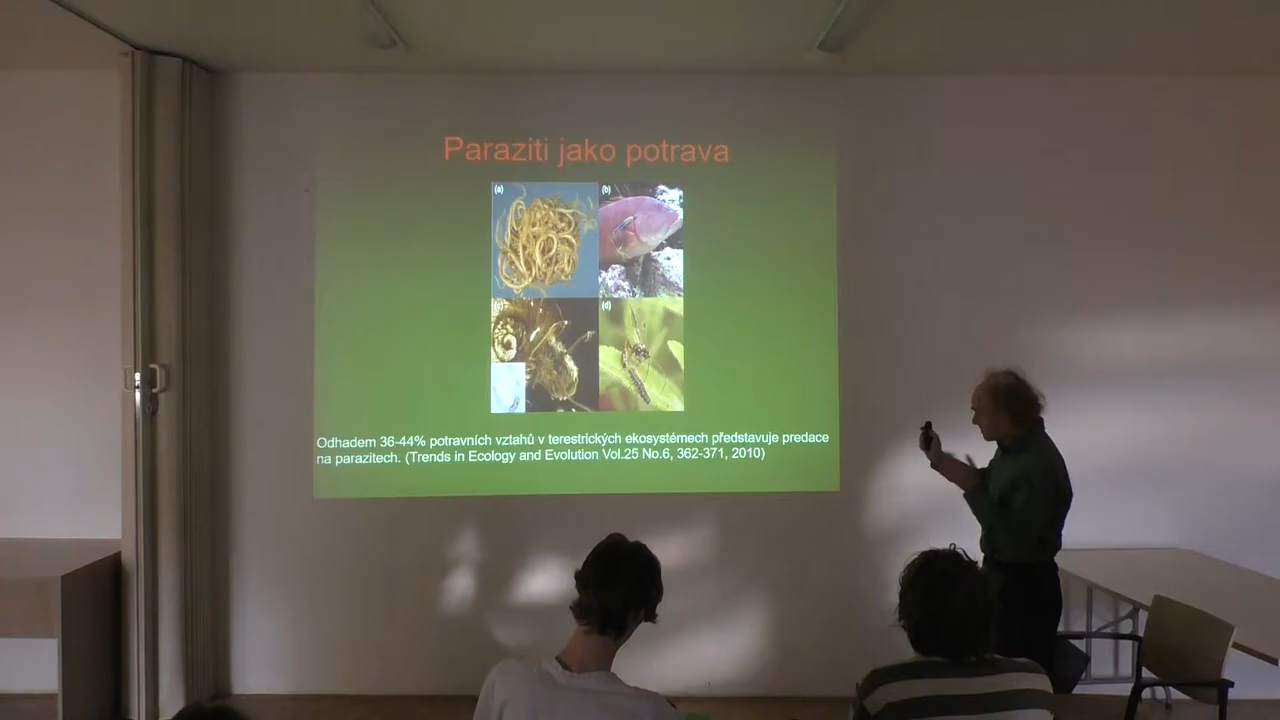 Paraziti jako potrava
(a)
(b)
(c)
(d)
Odhadem 36-44% potravních vztahů v terestrických ekosystémech představuje predace
na parazitech. (Trends in Ecology and Evolution Vol.25 No.6, 362-371, 2010)